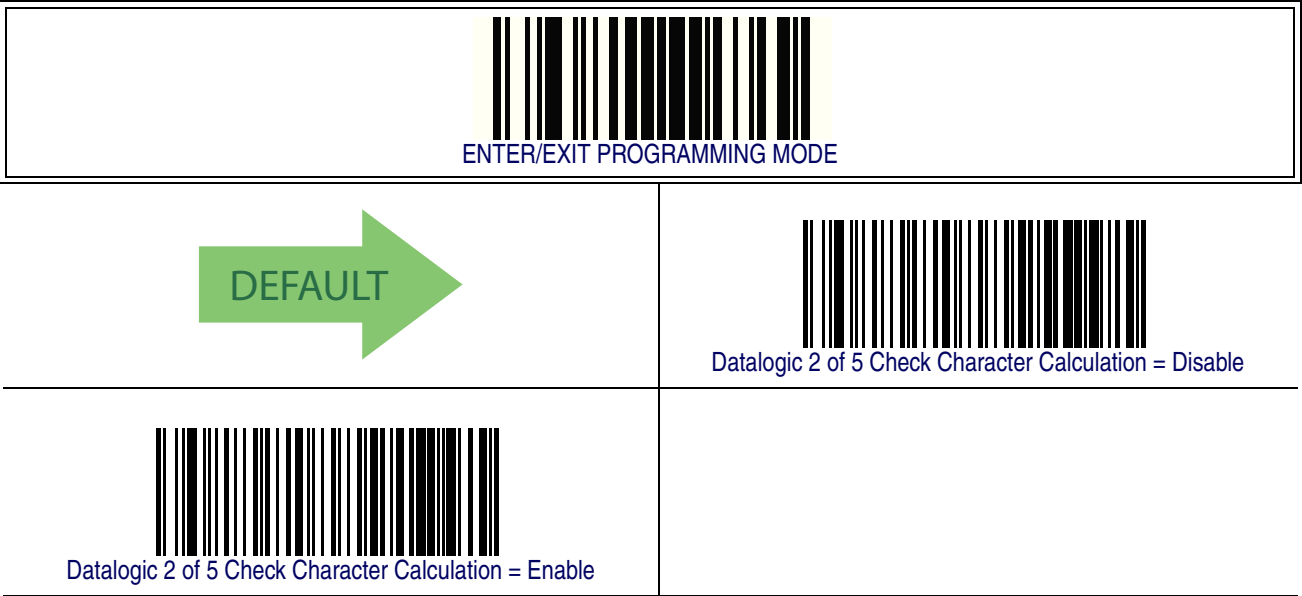 ENTER/EXIT PROGRAMMING MODE
DEFAULT
Datalogic 2 of 5 Check Character Calculation = Disable
Datalogic 2 of 5 Check Character Calculation = Enable